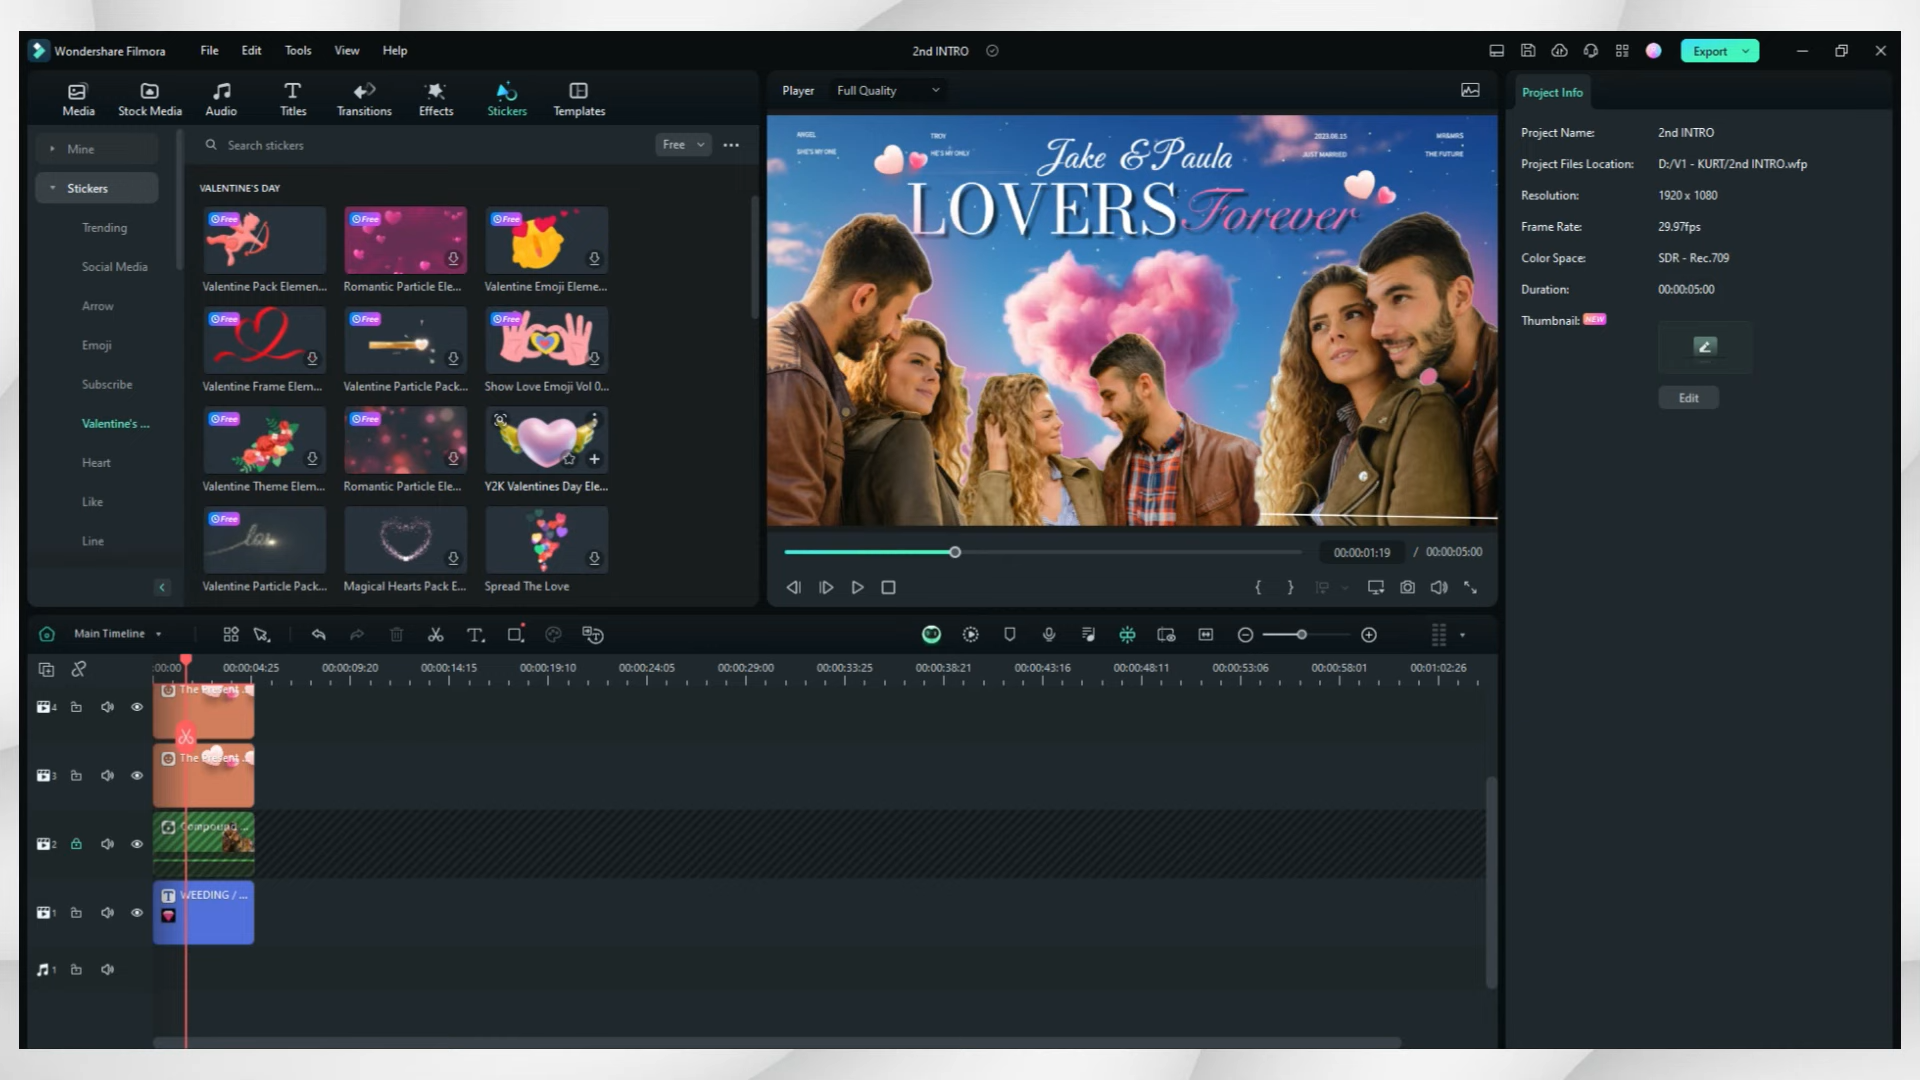 Wondershare Filmora
File
Edit
Tools
View
Help
2nd INTRO
Export
Media
Stock Media
Audio
Titles
Transitions
Effects
Stickers
Templates
Mine
Stickers
Trending
Social Media
Arrow
Emoji
Subscribe
Valentine's ...
Heart
Like
Line
Search stickers
Free
VALENTINE'S DAY
Free
Free
Free
Valentine Pack Elemen...
Romantic Particle Ele...
Valentine Emoji Eleme...
Free
Free
Free
Valentine Frame Elem...
Valentine Particle Pack...
Show Love Emoji Vol 0...
Free
Free
Valentine Theme Elem...
Romantic Particle Ele...
Y2K Valentines Day Ele...
Free
Valentine Particle Pack...
Magical Hearts Pack E...
Spread The Love
Player
Full Quality
ANGEL
SHE'S MY ONE
TROY
HE'S MY ONLY
2023.08.15
JUST MARRIED
MR&MRS
THE FUTURE
Jake & Paula
LOVERS Forever
00:00:01:19 / 00:00:05:00
Project Info
Project Name: 2nd INTRO
Project Files Location: D:/V1 - KURT/2nd INTRO.wfp
Resolution: 1920 x 1080
Frame Rate: 29.97fps
Color Space: SDR - Rec.709
Duration: 00:00:05:00
Thumbnail: NEW
Edit
Main Timeline
:00:00
00:00:04:25
00:00:09:20
00:00:14:15
00:00:19:10
00:00:24:05
00:00:29:00
00:00:33:25
00:00:38:21
00:00:43:16
00:00:48:11
00:00:53:06
00:00:58:01
00:01:02:26
4
The Present ...
3
The Present ...
2
Compound ...
1
WEEDING / ...
1